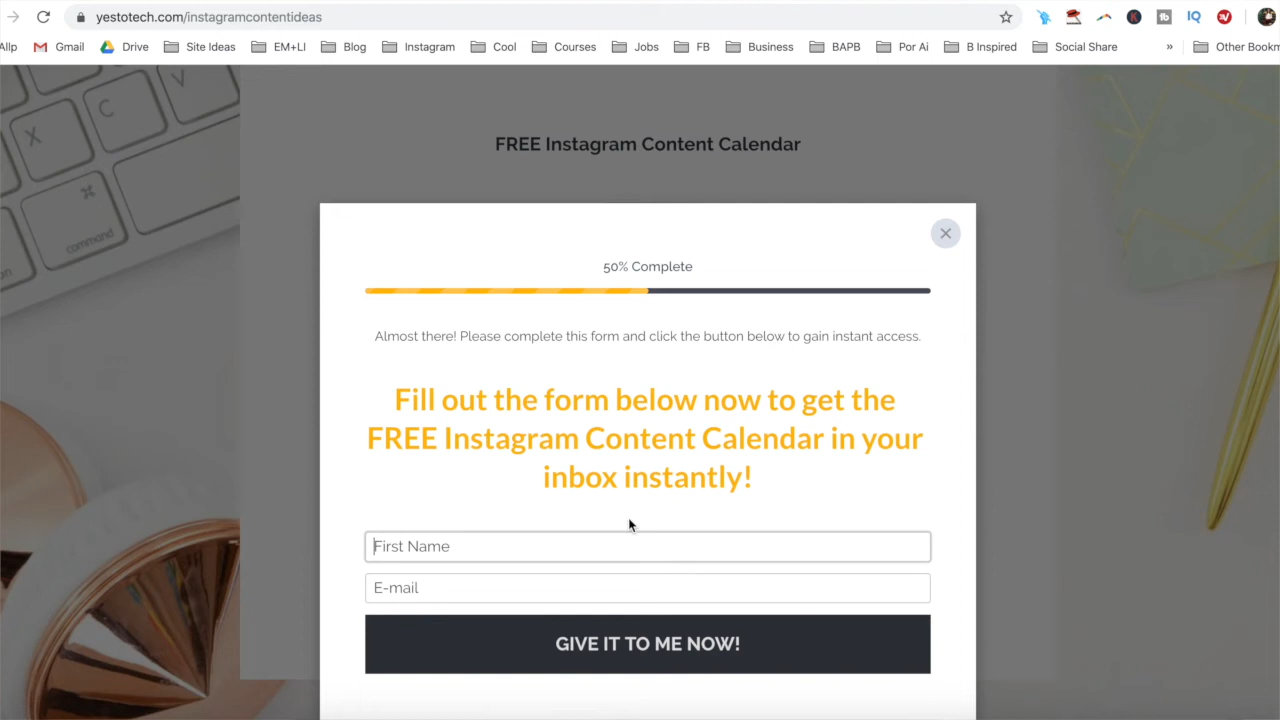 yestotech.com/instagramcontentideas
Gmail Drive Site Ideas EM+LI Blog Instagram Cool Courses Jobs FB Business BAPB Por Ai B Inspired Social Share » Other Bookm
X
C
V
command
FREE Instagram Content Calendar
50% Complete
Almost there! Please complete this form and click the button below to gain instant access.
Fill out the form below now to get the
FREE Instagram Content Calendar in your
inbox instantly!
First Name
E-mail
GIVE IT TO ME NOW!